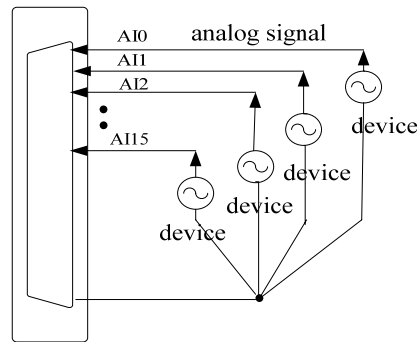 AI0 analog signal
AI1
AI2
AI15
device
device
device
device